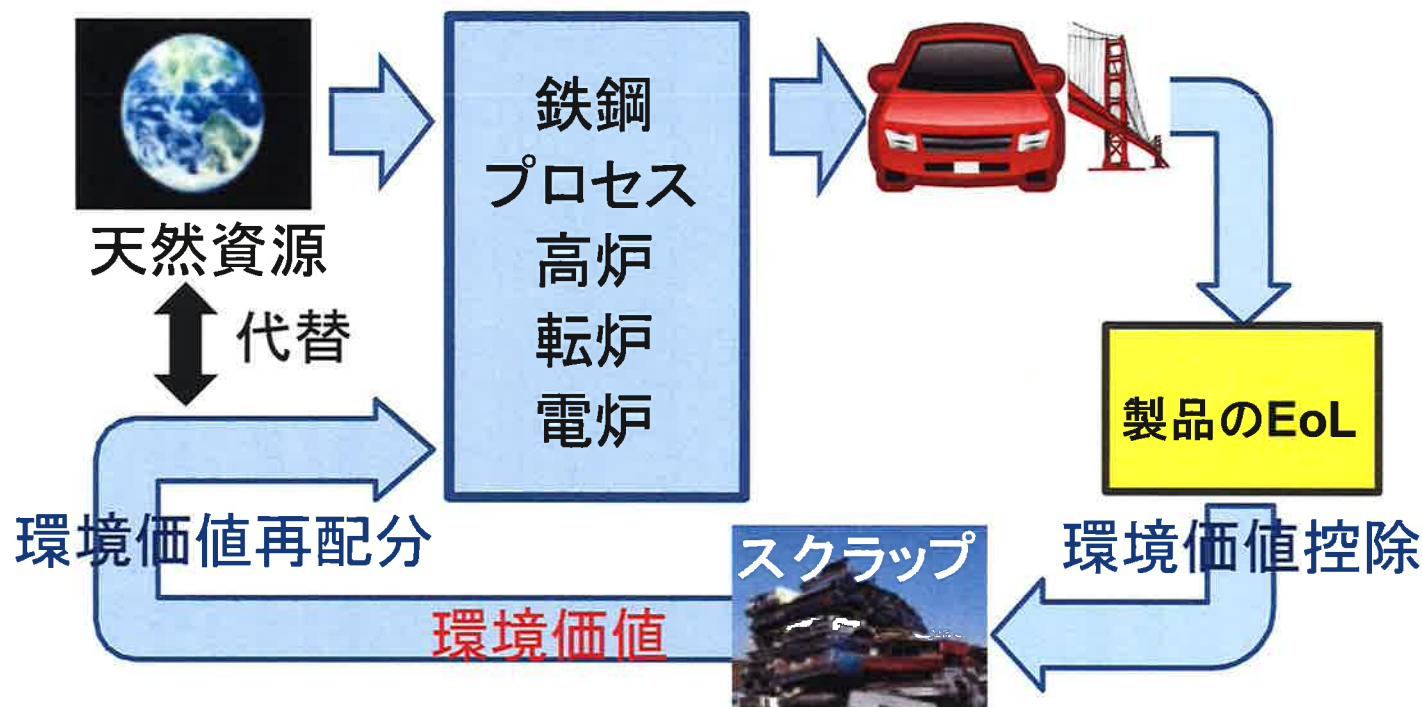 天然資源
代替
鉄鋼
プロセス
高炉
転炉
電炉
製品のEoL
環境価値控除
スクラップ
環境価値
環境価値再配分